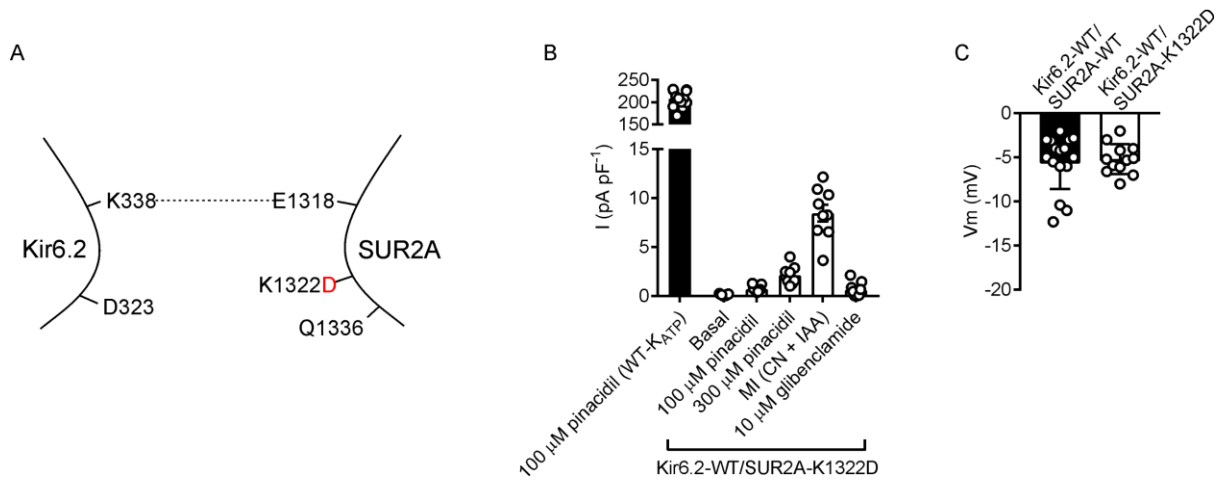 A
K338
E1318
Kir6.2
SUR2A
K1322D
D323
Q1336
B
I (pA pF-1)
250
200
150
15
10
5
0
100 μM pinacidil (WT-KATP)
Basal
100 μM pinacidil
300 μM pinacidil
MI (CN + IAA)
10 μM glibenclamide
Kir6.2-WT/SUR2A-K1322D
C
Kir6.2-WT/
SUR2A-WT
Kir6.2-WT/
SUR2A-K1322D
Vm (mV)
0
-5
-10
-15
-20